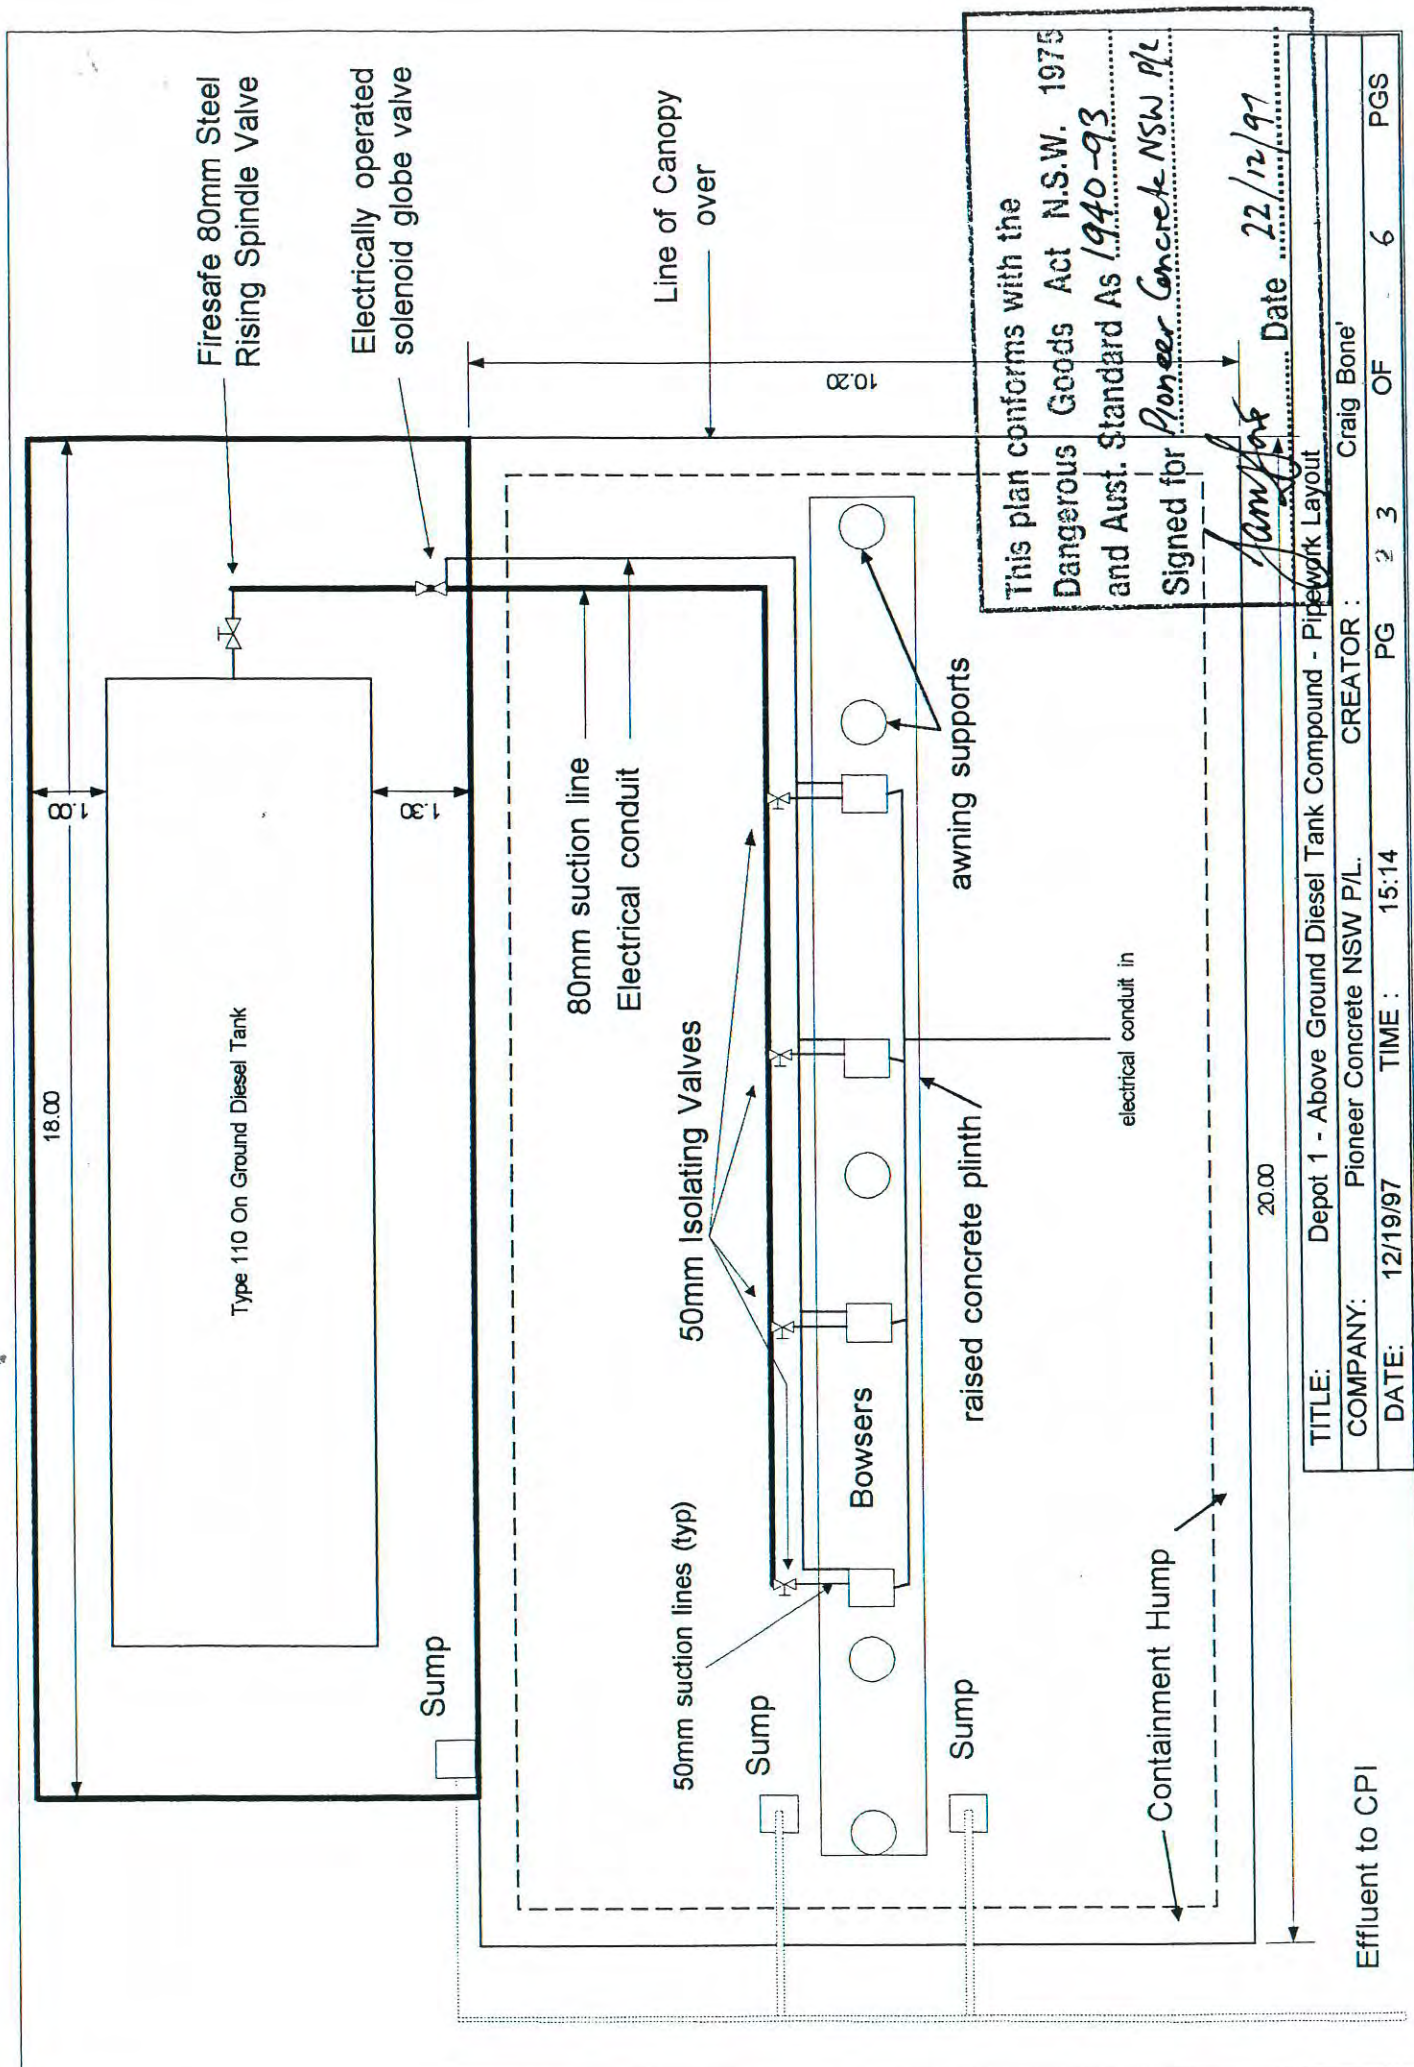 Firesafe 80mm Steel
Rising Spindle Valve
Electrically operated
solenoid globe valve
18.00
1.00
1.30
Type 110 On Ground Diesel Tank
Sump
Line of Canopy
over
10.20
80mm suction line
Electrical conduit
50mm Isolating Valves
50mm suction lines (typ)
Sump
Bowsers
Sump
awning supports
raised concrete plinth
electrical conduit in
Containment Hump
20.00
Effluent to CPI
This plan conforms with the
Dangerous Goods Act N.S.W. 1975
and Aust. Standard As 1940-93
Signed for Pioneer Concrete NSW P/L
Date 22/12/97
TITLE: Depot 1 - Above Ground Diesel Tank Compound - Pipework Layout
COMPANY: Pioneer Concrete NSW P/L. CREATOR : Craig Bone'
DATE: 12/19/97 TIME : 15:14 PG 3 OF 6 PGS